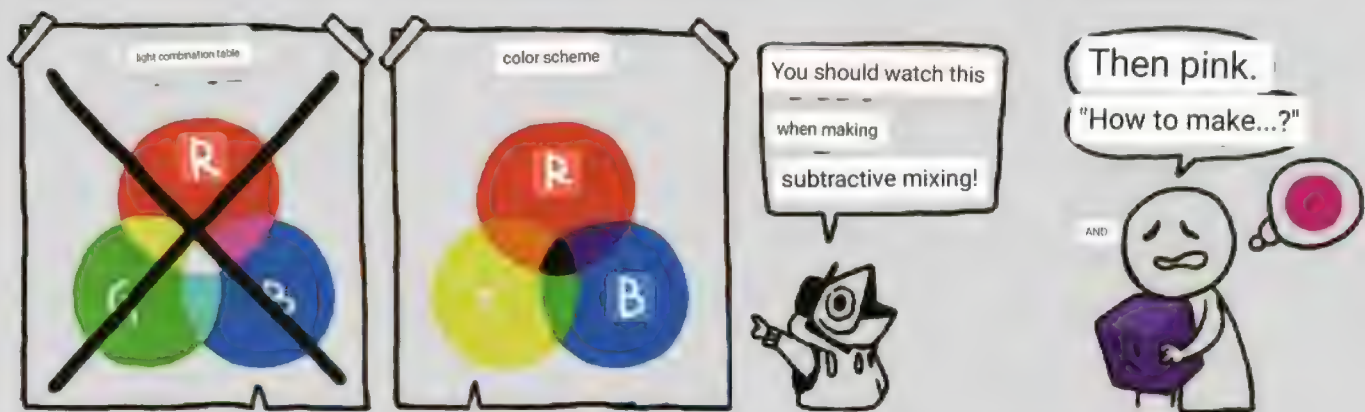 light combination table
R
G
B
color scheme
R
B
You should watch this
when making
subtractive mixing!
Then pink.
"How to make...?"
AND